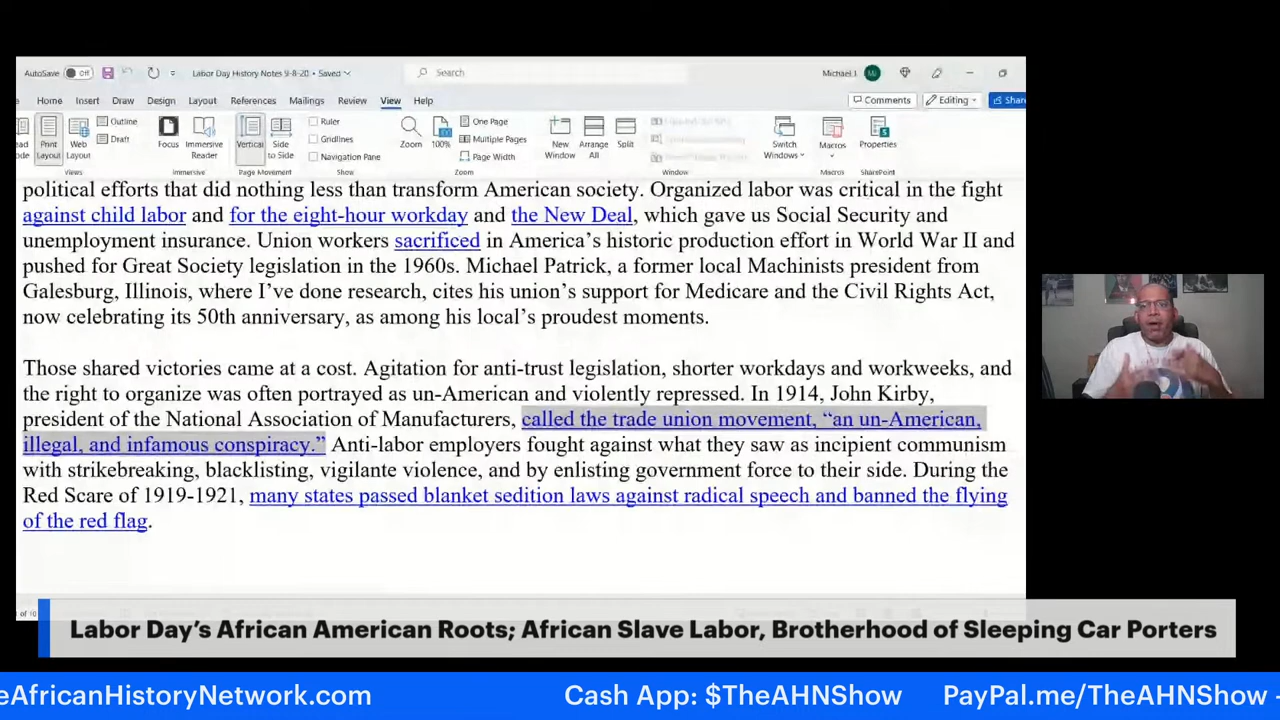 AutoSave Off Labor Day History Notes 9-8-20 • Saved Search Michael I. MI
Home Insert Draw Design Layout References Mailings Review View Help Comments Editing Share
Print Layout Web Layout Outline Draft Focus Immersive Reader Vertical Side to Side Ruler Gridlines Navigation Pane Zoom 100% One Page Multiple Pages Page Width New Window Arrange All Split Switch Windows Macros Properties
Views Immersive Page Movement Show Zoom Window Macros SharePoint
political efforts that did nothing less than transform American society. Organized labor was critical in the fight
against child labor and for the eight-hour workday and the New Deal, which gave us Social Security and
unemployment insurance. Union workers sacrificed in America’s historic production effort in World War II and
pushed for Great Society legislation in the 1960s. Michael Patrick, a former local Machinists president from
Galesburg, Illinois, where I’ve done research, cites his union’s support for Medicare and the Civil Rights Act,
now celebrating its 50th anniversary, as among his local’s proudest moments.
Those shared victories came at a cost. Agitation for anti-trust legislation, shorter workdays and workweeks, and
the right to organize was often portrayed as un-American and violently repressed. In 1914, John Kirby,
president of the National Association of Manufacturers, called the trade union movement, “an un-American,
illegal, and infamous conspiracy.” Anti-labor employers fought against what they saw as incipient communism
with strikebreaking, blacklisting, vigilante violence, and by enlisting government force to their side. During the
Red Scare of 1919-1921, many states passed blanket sedition laws against radical speech and banned the flying
of the red flag.
of 10
Labor Day’s African American Roots; African Slave Labor, Brotherhood of Sleeping Car Porters
eAfricanHistoryNetwork.com Cash App: $TheAHNShow PayPal.me/TheAHNShow -